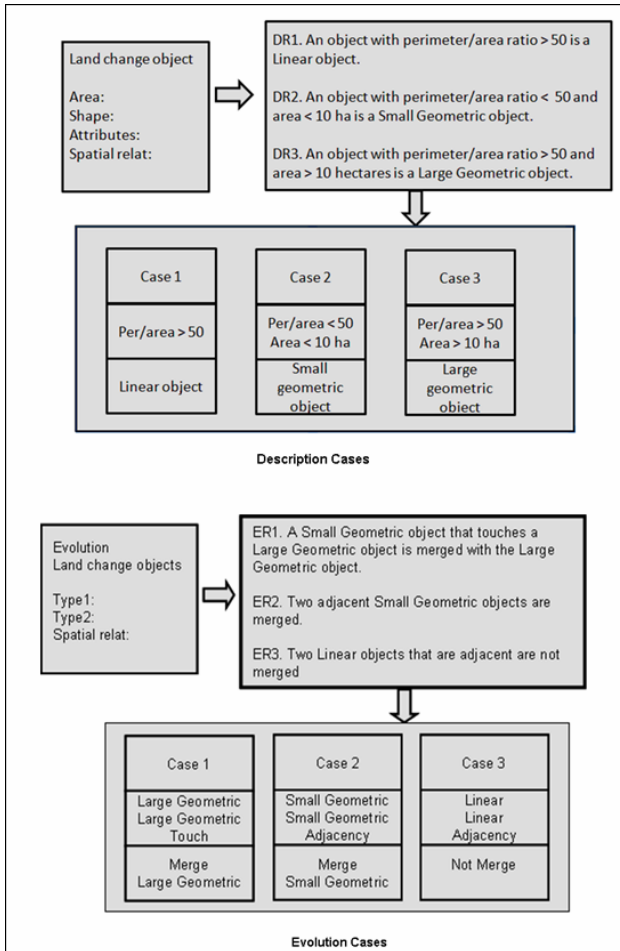 Land change object
Area:
Shape:
Attributes:
Spatial relat:
DR1. An object with perimeter/area ratio > 50 is a
Linear object.
DR2. An object with perimeter/area ratio < 50 and
area < 10 ha is a Small Geometric object.
DR3. An object with perimeter/area ratio > 50 and
area > 10 hectares is a Large Geometric object.
Case 1
Per/area > 50
Linear object
Case 2
Per/area < 50
Area < 10 ha
Small
geometric
object
Case 3
Per/area > 50
Area > 10 ha
Large
geometric
object
Description Cases
Evolution
Land change objects
Type1:
Type2:
Spatial relat:
ER1. A Small Geometric object that touches a
Large Geometric object is merged with the Large
Geometric object.
ER2. Two adjacent Small Geometric objects are
merged.
ER3. Two Linear objects that are adjacent are not
merged
Case 1
Large Geometric
Large Geometric
Touch
Merge
Large Geometric
Case 2
Small Geometric
Small Geometric
Adjacency
Merge
Small Geometric
Case 3
Linear
Linear
Adjacency
Not Merge
Evolution Cases